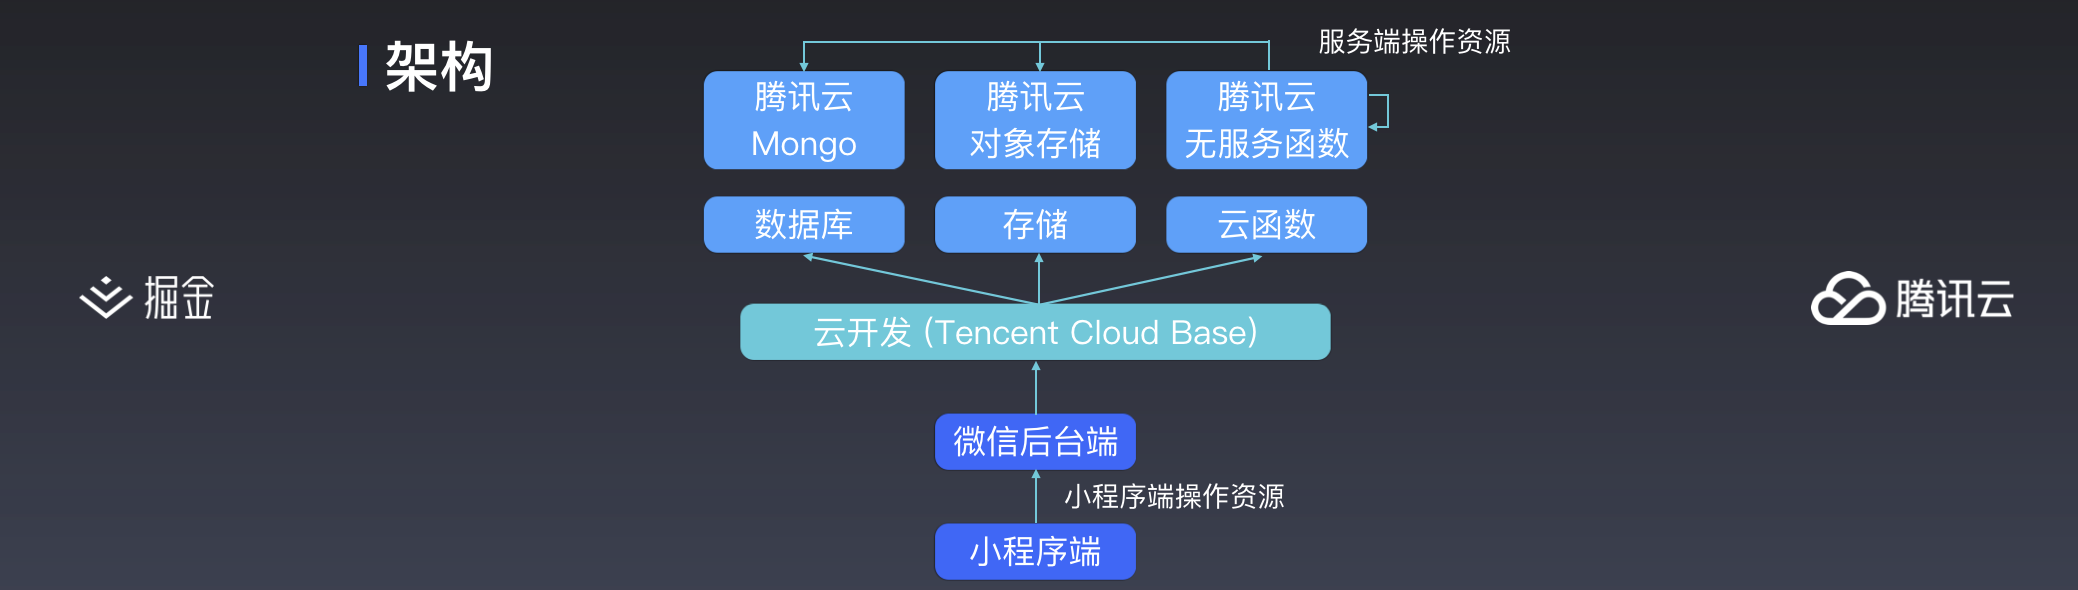 架构
服务端操作资源
腾讯云
Mongo
腾讯云
对象存储
腾讯云
无服务函数
数据库
存储
云函数
掘金
腾讯云
云开发 (Tencent Cloud Base)
微信后台端
小程序端操作资源
小程序端